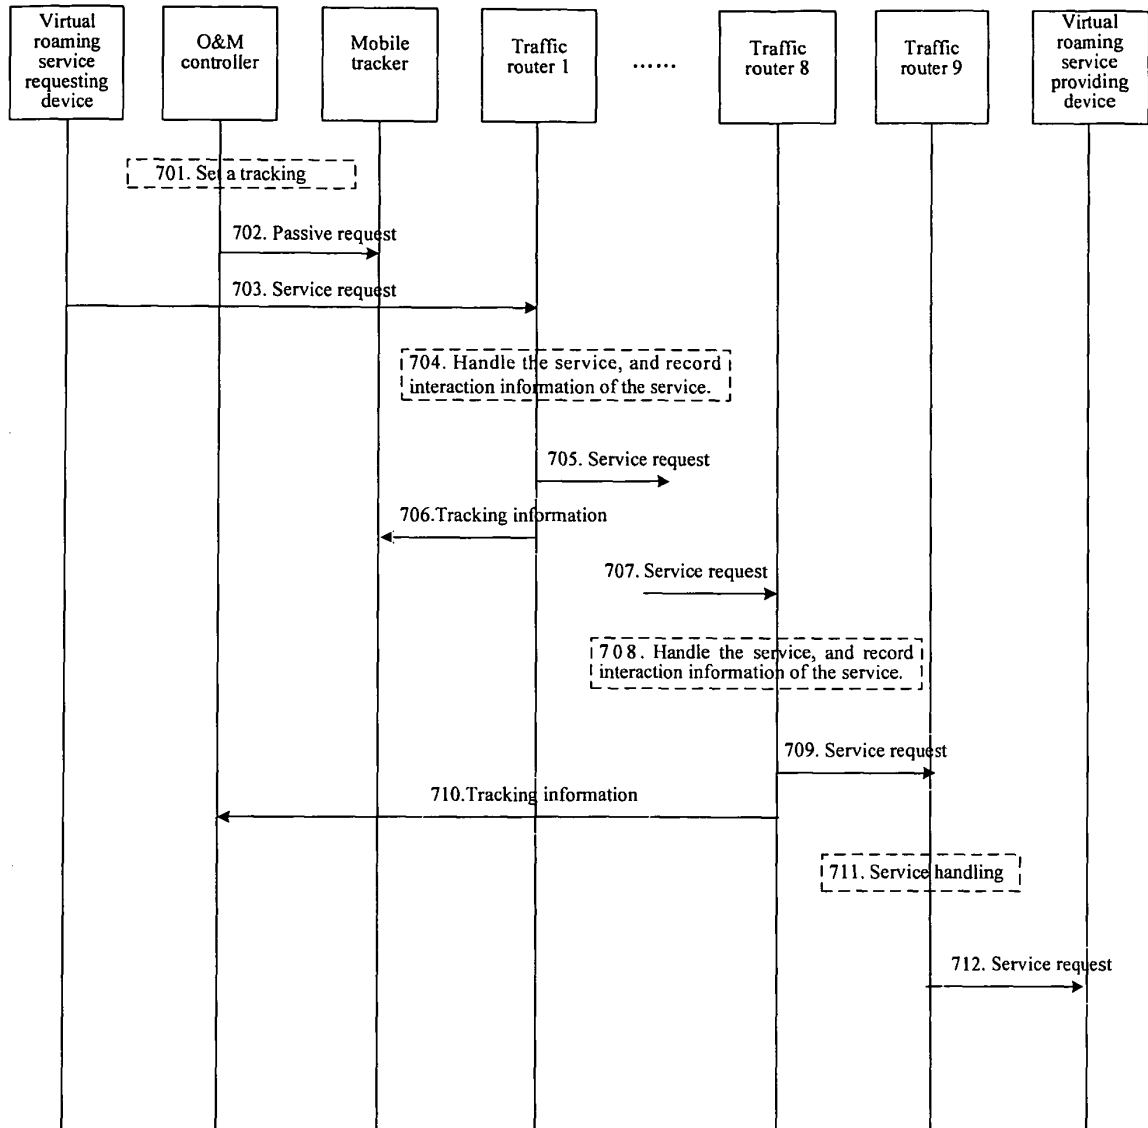 Virtual
roaming
service
requesting
device
O&M
controller
Mobile
tracker
Traffic
router 1
......
Traffic
router 8
Traffic
router 9
Virtual
roaming
service
providing
device
701. Set a tracking
702. Passive request
703. Service request
704. Handle the service, and record
interaction information of the service.
705. Service request
706.Tracking information
707. Service request
708. Handle the service, and record
interaction information of the service.
709. Service request
710.Tracking information
711. Service handling
712. Service request